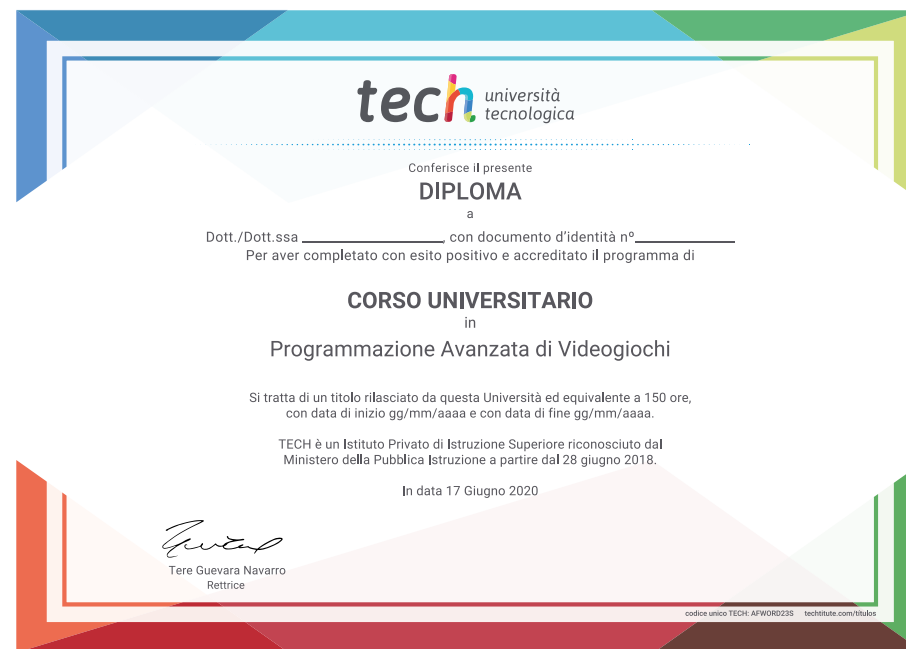 tech università
tecnologica
Conferisce il presente
DIPLOMA
a
Dott./Dott.ssa ____________________, con documento d'identità nº______________
Per aver completato con esito positivo e accreditato il programma di
CORSO UNIVERSITARIO
in
Programmazione Avanzata di Videogiochi
Si tratta di un titolo rilasciato da questa Università ed equivalente a 150 ore,
con data di inizio gg/mm/aaaa e con data di fine gg/mm/aaaa.
TECH è un Istituto Privato di Istruzione Superiore riconosciuto dal
Ministero della Pubblica Istruzione a partire dal 28 giugno 2018.
In data 17 Giugno 2020
Tere Guevara Navarro
Rettrice
codice unico TECH: AFWORD23S techtitute.com/títulos